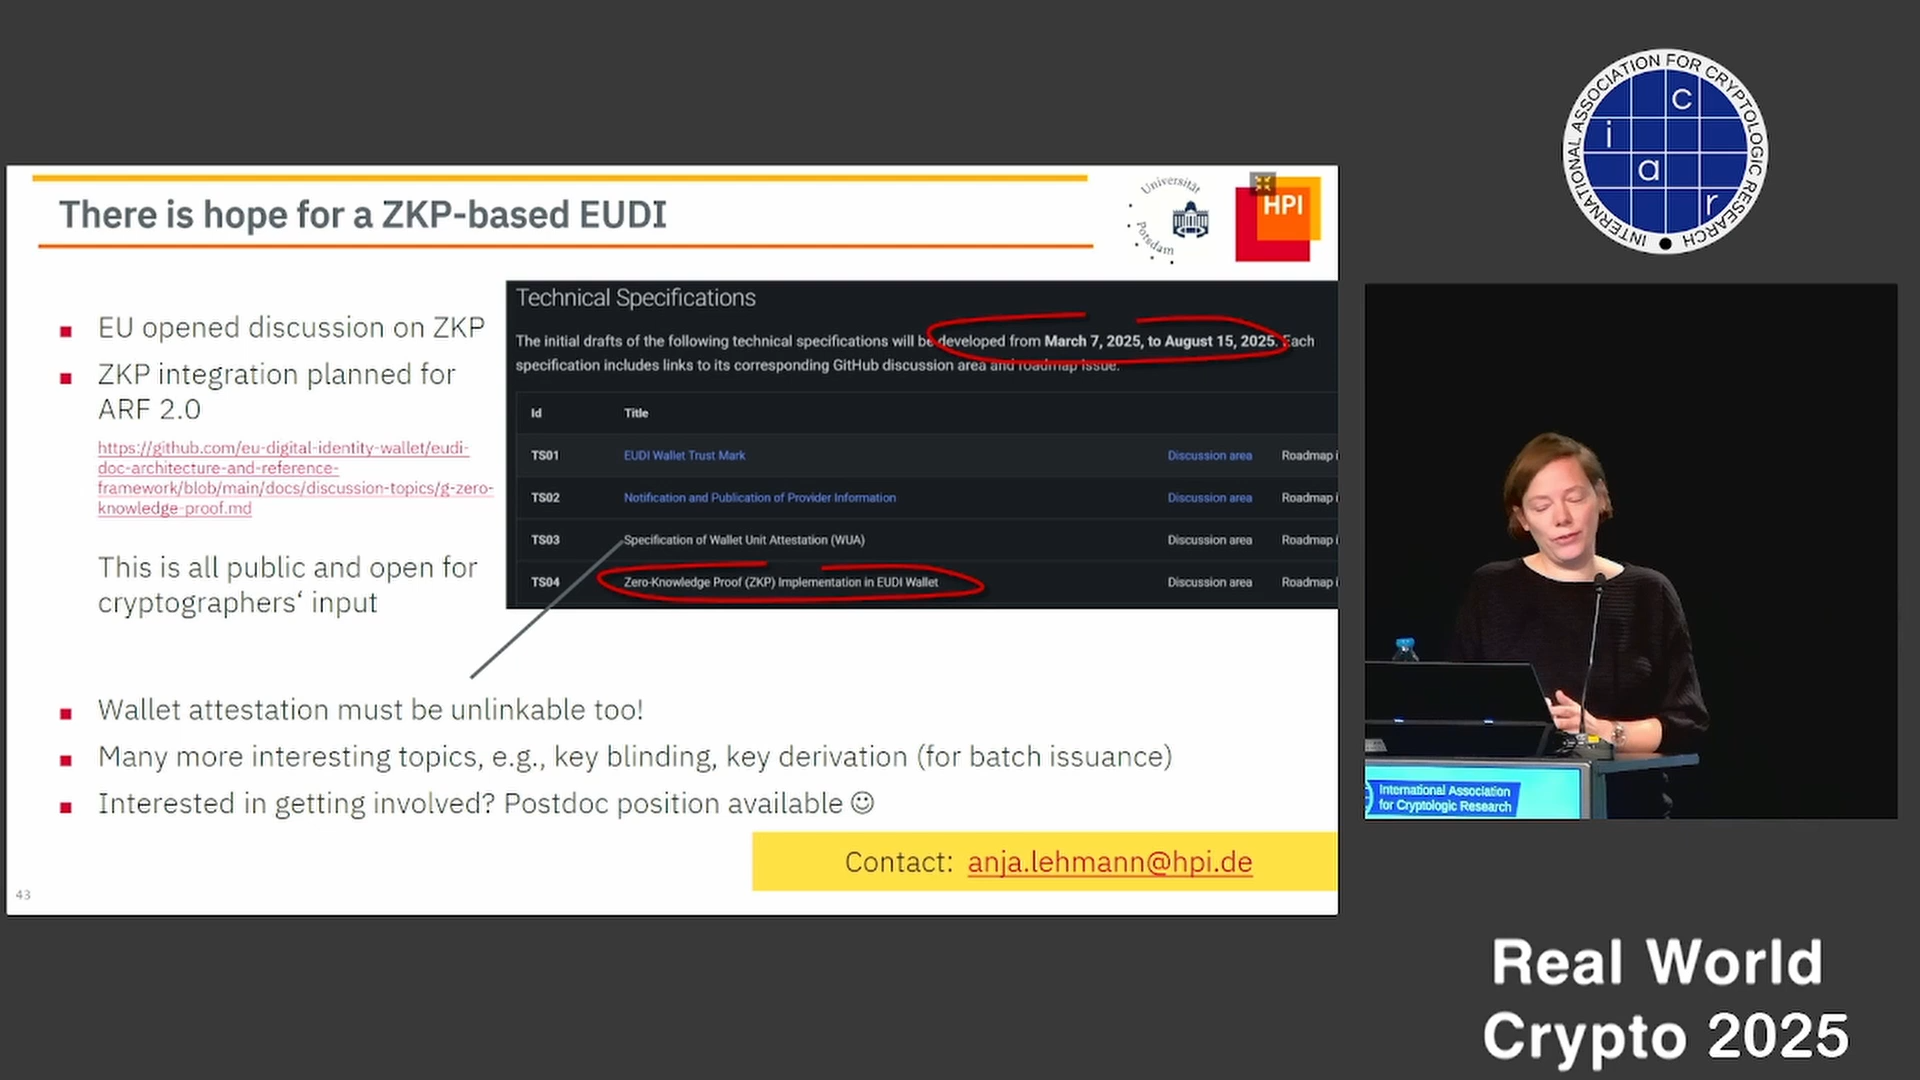 There is hope for a ZKP-based EUDI
Universität
Potsdam
HPI
EU opened discussion on ZKP
ZKP integration planned for
ARF 2.0
https://github.com/eu-digital-identity-wallet/eudi-
doc-architecture-and-reference-
framework/blob/main/docs/discussion-topics/g-zero-
knowledge-proof.md
This is all public and open for
cryptographers‘ input
Technical Specifications
The initial drafts of the following technical specifications will be developed from March 7, 2025, to August 15, 2025. Each
specification includes links to its corresponding GitHub discussion area and roadmap issue.
Id Title
TS01 EUDI Wallet Trust Mark Discussion area Roadmap i
TS02 Notification and Publication of Provider Information Discussion area Roadmap i
TS03 Specification of Wallet Unit Attestation (WUA) Discussion area Roadmap i
TS04 Zero-Knowledge Proof (ZKP) Implementation in EUDI Wallet Discussion area Roadmap i
Wallet attestation must be unlinkable too!
Many more interesting topics, e.g., key blinding, key derivation (for batch issuance)
Interested in getting involved? Postdoc position available ☺
Contact: anja.lehmann@hpi.de
43
INTERNATIONAL ASSOCIATION FOR CRYPTOLOGIC RESEARCH
i a c r
International Association
for Cryptologic Research
Real World
Crypto 2025